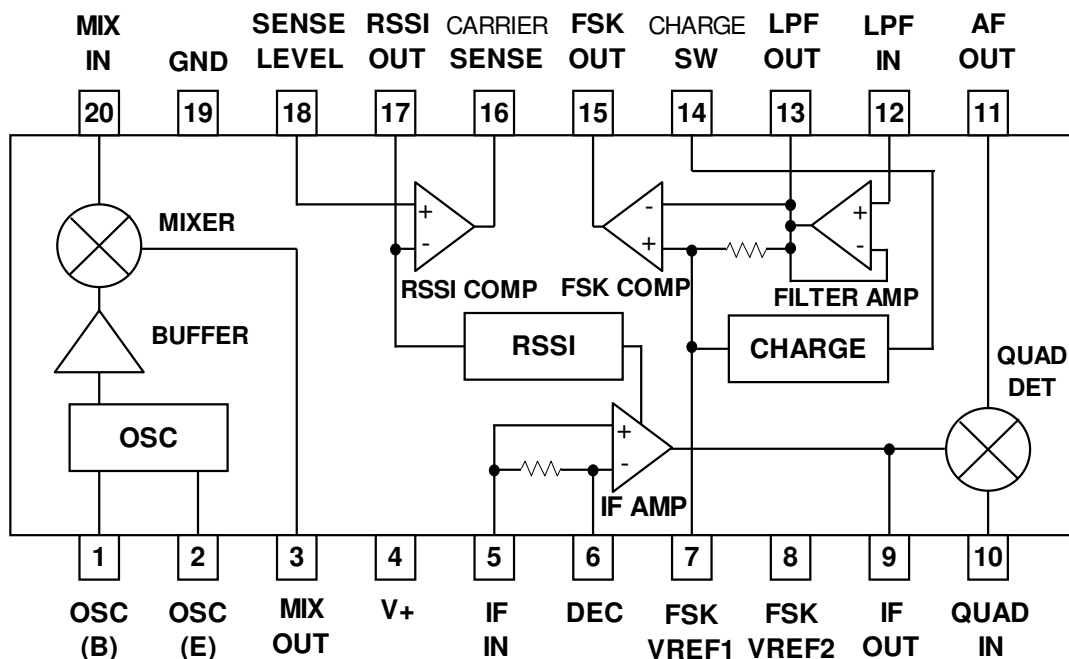 MIX
IN
GND
SENSE
LEVEL
RSSI
OUT
CARRIER
SENSE
FSK
OUT
CHARGE
SW
LPF
OUT
LPF
IN
AF
OUT
20
19
18
17
16
15
14
13
12
11
MIXER
+
-
RSSI COMP
-
+
FSK COMP
+
-
FILTER AMP
BUFFER
RSSI
CHARGE
QUAD
DET
OSC
+
-
IF AMP
1
2
3
4
5
6
7
8
9
10
OSC
(B)
OSC
(E)
MIX
OUT
V+
IF
IN
DEC
FSK
VREF1
FSK
VREF2
IF
OUT
QUAD
IN